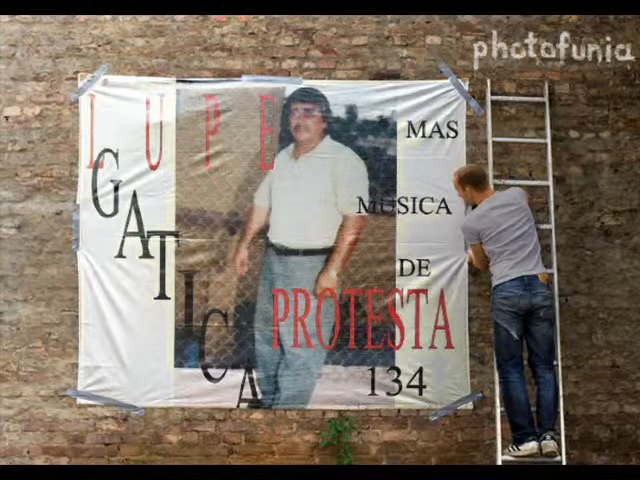 photofunia
LUPE
GATICA
MAS
MUSICA
DE
PROTESTA
134